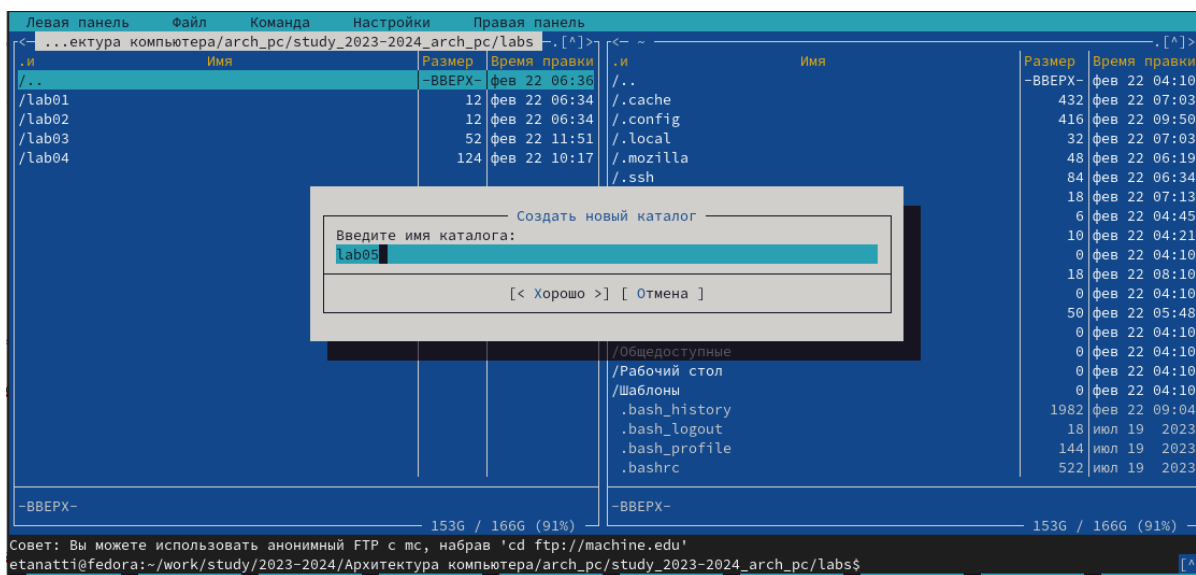 Левая панель Файл Команда Настройки Правая панель
<— ...ектура компьютера/arch_pc/study_2023-2024_arch_pc/labs —.[^]>
.и Имя Размер Время правки
/.. -ВВЕРХ- фев 22 06:36
/lab01 12 фев 22 06:34
/lab02 12 фев 22 06:34
/lab03 52 фев 22 11:51
/lab04 124 фев 22 10:17
-ВВЕРХ-
153G / 166G (91%)
<— ~ —.[^]>
.и Имя Размер Время правки
/.. -ВВЕРХ- фев 22 04:10
/.cache 432 фев 22 07:03
/.config 416 фев 22 09:50
/.local 32 фев 22 07:03
/.mozilla 48 фев 22 06:19
/.ssh 84 фев 22 06:34
18 фев 22 07:13
6 фев 22 04:45
10 фев 22 04:21
0 фев 22 04:10
18 фев 22 08:10
0 фев 22 04:10
50 фев 22 05:48
0 фев 22 04:10
/Общедоступные 0 фев 22 04:10
/Рабочий стол 0 фев 22 04:10
/Шаблоны 0 фев 22 04:10
.bash_history 1982 фев 22 09:04
.bash_logout 18 июл 19 2023
.bash_profile 144 июл 19 2023
.bashrc 522 июл 19 2023
-ВВЕРХ-
153G / 166G (91%)
Создать новый каталог
Введите имя каталога:
lab05
[< Хорошо >] [ Отмена ]
Совет: Вы можете использовать анонимный FTP с mc, набрав 'cd ftp://machine.edu'
etanatti@fedora:~/work/study/2023-2024/Архитектура компьютера/arch_pc/study_2023-2024_arch_pc/labs$ [^